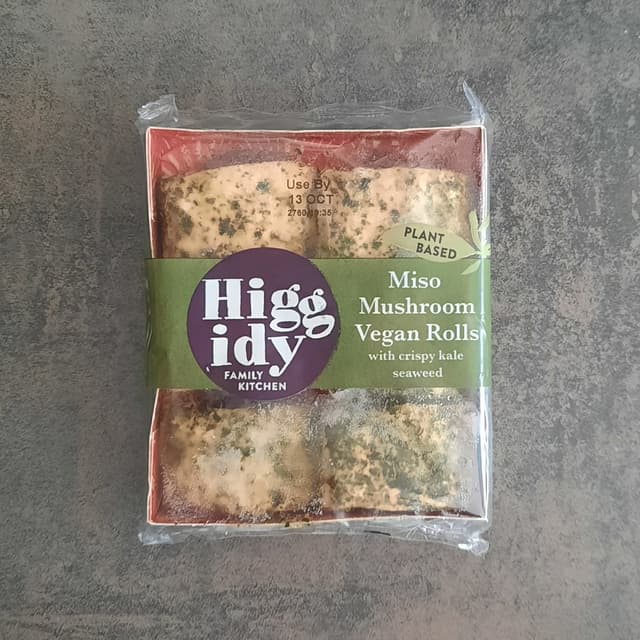 Use By
13 OCT
PLANT
BASED
Higg
idy
FAMILY
KITCHEN
Miso
Mushroom
Vegan Rolls
with crispy kale
seaweed